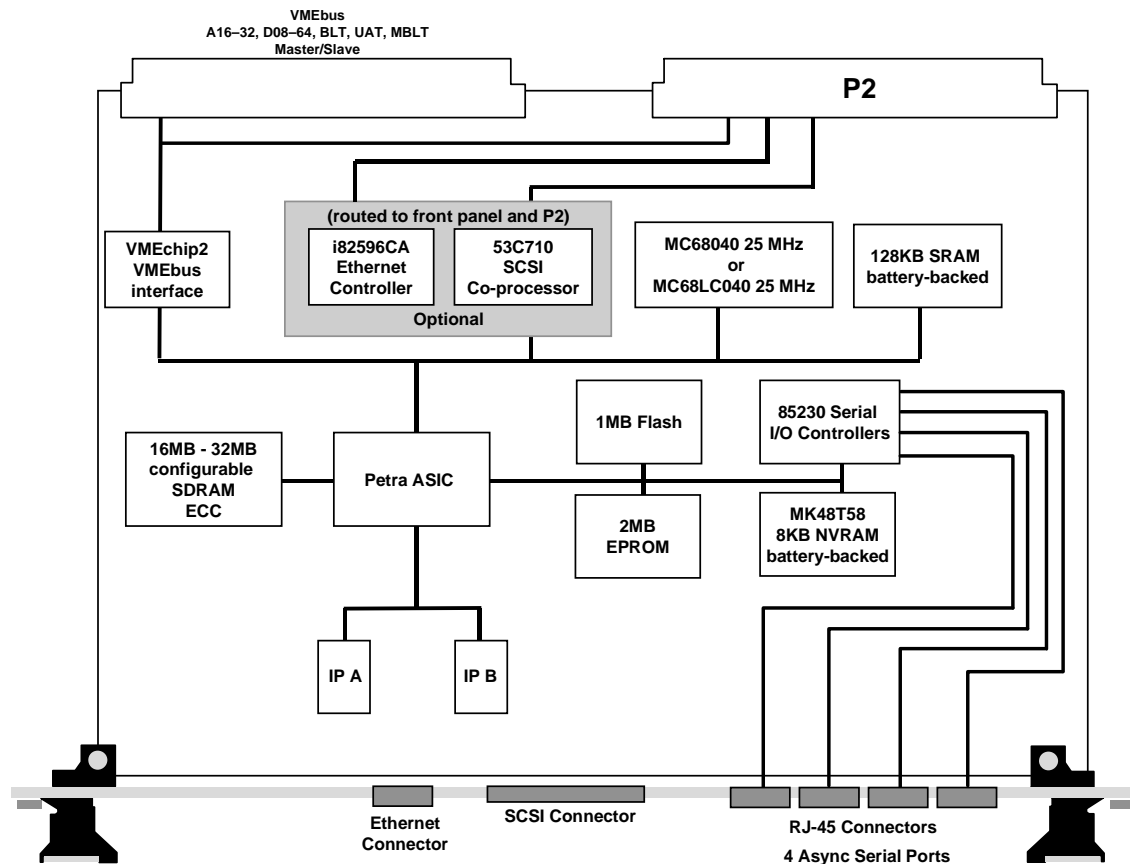 VMEbus
A16–32, D08–64, BLT, UAT, MBLT
Master/Slave
P2
(routed to front panel and P2)
VMEchip2
VMEbus
interface
i82596CA
Ethernet
Controller
53C710
SCSI
Co-processor
Optional
MC68040 25 MHz
or
MC68LC040 25 MHz
128KB SRAM
battery-backed
16MB - 32MB
configurable
SDRAM
ECC
Petra ASIC
1MB Flash
85230 Serial
I/O Controllers
2MB
EPROM
MK48T58
8KB NVRAM
battery-backed
IP A
IP B
Ethernet
Connector
SCSI Connector
RJ-45 Connectors
4 Async Serial Ports